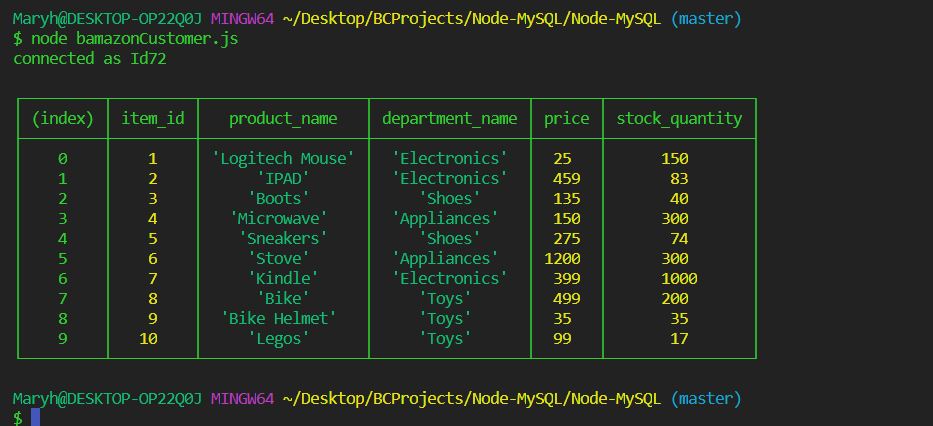 Maryh@DESKTOP-OP22Q0J MINGW64 ~/Desktop/BCProjects/Node-MySQL/Node-MySQL (master)
$ node bamazonCustomer.js
connected as Id72
(index) item_id product_name department_name price stock_quantity
0 1 'Logitech Mouse' 'Electronics' 25 150
1 2 'IPAD' 'Electronics' 459 83
2 3 'Boots' 'Shoes' 135 40
3 4 'Microwave' 'Appliances' 150 300
4 5 'Sneakers' 'Shoes' 275 74
5 6 'Stove' 'Appliances' 1200 300
6 7 'Kindle' 'Electronics' 399 1000
7 8 'Bike' 'Toys' 499 200
8 9 'Bike Helmet' 'Toys' 35 35
9 10 'Legos' 'Toys' 99 17
Maryh@DESKTOP-OP22Q0J MINGW64 ~/Desktop/BCProjects/Node-MySQL/Node-MySQL (master)
$